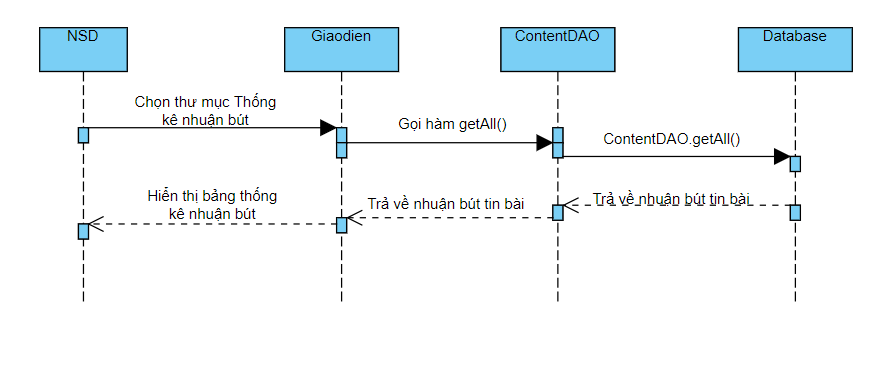 NSD
Giaodien
ContentDAO
Database
Chọn thư mục Thống
kê nhuận bút
Gọi hàm getAll()
ContentDAO.getAll()
Hiển thị bảng thống
kê nhuận bút
Trả về nhuận bút tin bài
Trả về nhuận bút tin bài